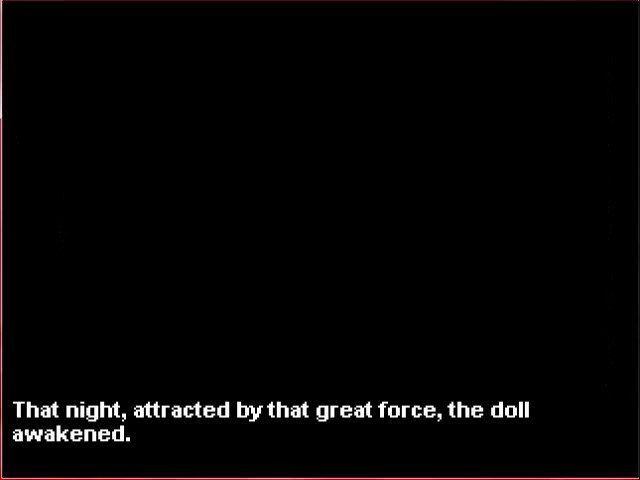 That night, attracted by that great force, the doll
awakened.